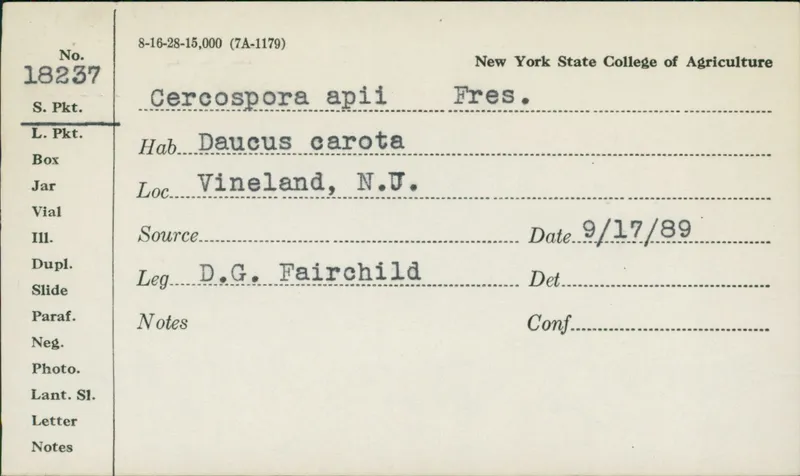 8-16-28-15,000 (7A-1179)
New York State College of Agriculture
No.
18237
S. Pkt.
L. Pkt.
Box
Jar
Vial
Ill.
Dupl.
Slide
Paraf.
Neg.
Photo.
Lant. Sl.
Letter
Notes
Cercospora apii Fres.
Hab Daucus carota
Loc Vineland, N.J.
Source Date 9/17/89
Leg D.G. Fairchild Det
Notes Conf